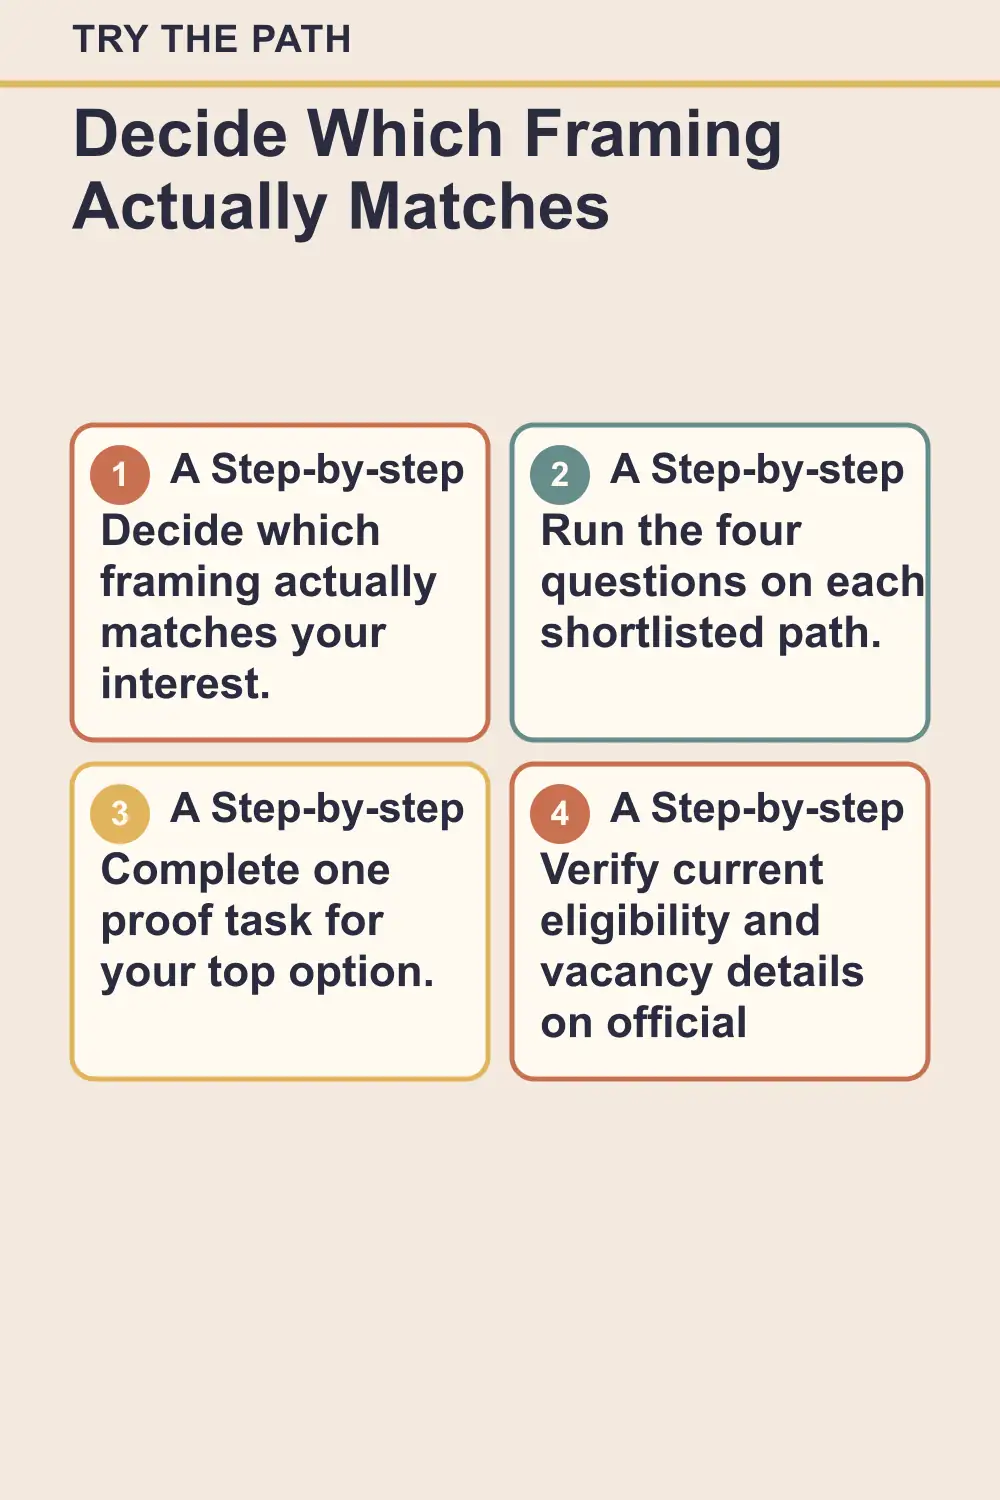 TRY THE PATH
Decide Which Framing
Actually Matches
1 A Step-by-step
Decide which
framing actually
matches your
interest.
2 A Step-by-step
Run the four
questions on each
shortlisted path.
3 A Step-by-step
Complete one
proof task for
your top option.
4 A Step-by-step
Verify current
eligibility and
vacancy details
on official